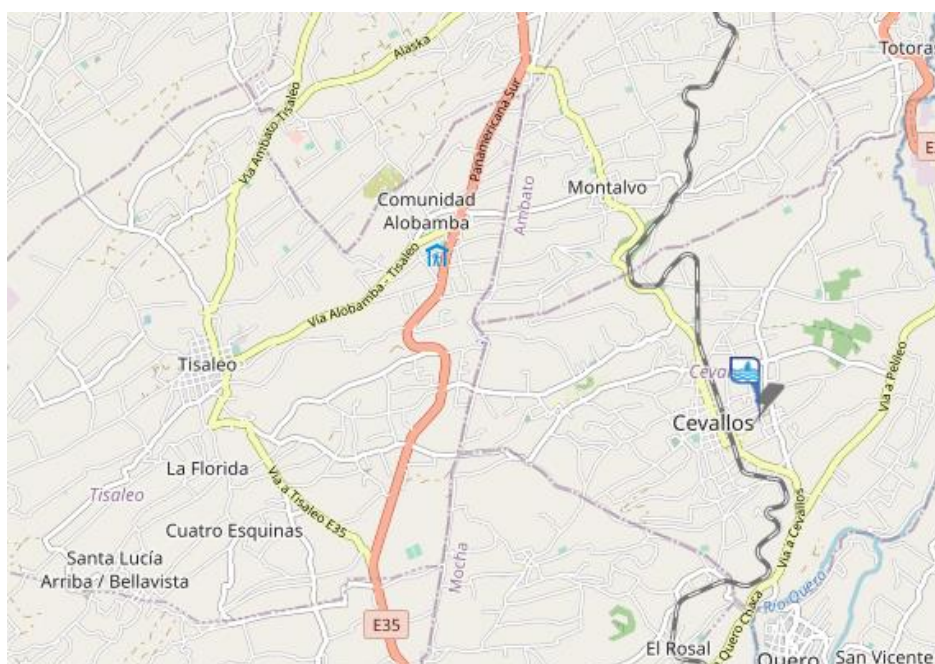 Alaska
Totoras
Vía Ambato-Tisaleo
Panamericana Sur
E
Montalvo
Comunidad
Alobamba
Ambato
Vía Alobamba - Tisaleo
Tisaleo
Cevallos
Vía a Pelileo
La Florida
Tisaleo
Vía a Tisaleo E35
Cuatro Esquinas
Santa Lucía
Arriba / Bellavista
Mocha
Vía a Cevallos
Río Quero
E35
Quero Chaca
El Rosal
Quero
San Vicente